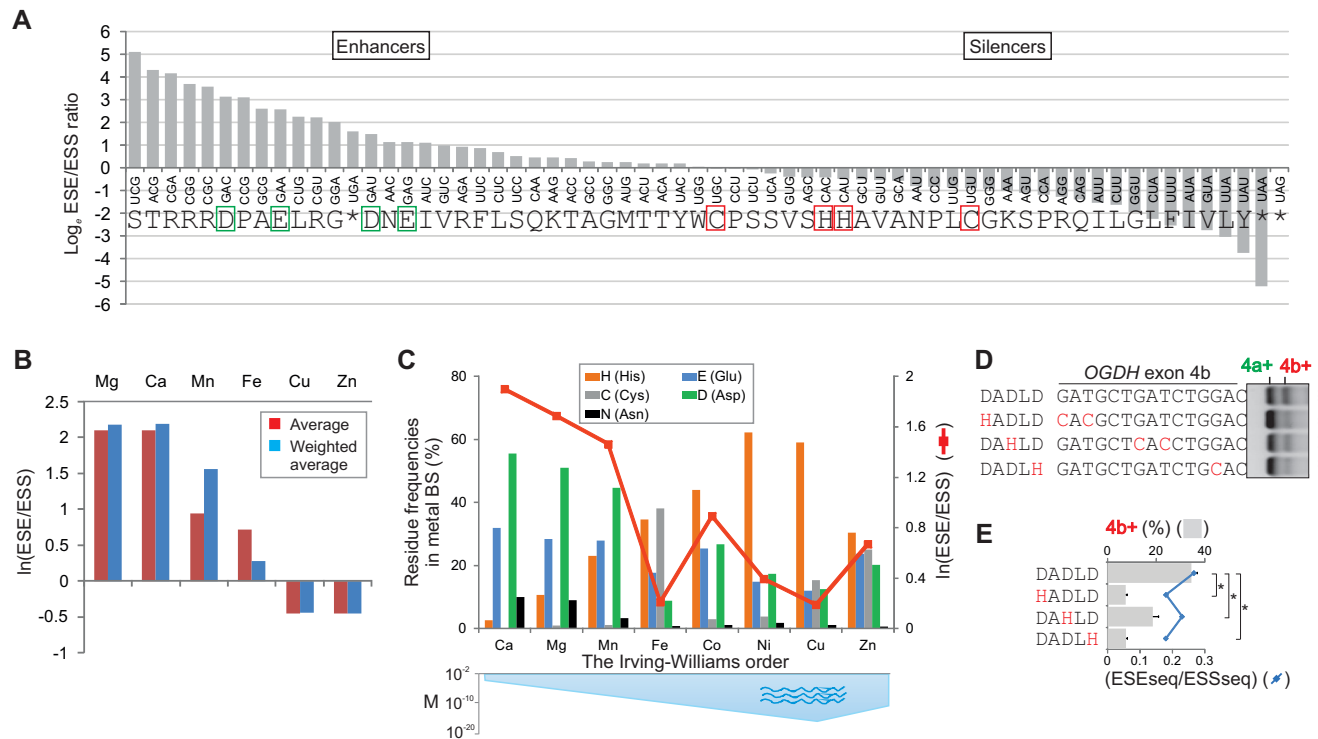 A
6
5
4
3
2
1
0
-1
-2
-3
-4
-5
-6
Logₑ ESE/ESS ratio
Enhancers
Silencers
UCG ACG CGA CGG CGC GAC CCG GCG GAA CUG CGU GGA UGA GAU AAC GAG AUC GUC AGA UUC CUC UCC CAA AAG ACC GCC GGC AUG ACU ACA UAC UGG UGC CCU UCU UCA GUG AGC CAC CAU GCU GUU GCA AAU CCC UUG UGU GGG AAA AGU CCA AGG CAG AUU CUU GGU CUA UUU AUA GUA UUA UAU UAA UAG
STRRRDPAELRG*DNEIVRFLSQKTAGMTTYWCPSSVSHHAVANPLCGKSPRQILGLFIVLY**
B
Mg Ca Mn Fe Cu Zn
2.5
2
1.5
1
0.5
0
-0.5
-1
ln(ESE/ESS)
Average
Weighted
average
C
H (His)
E (Glu)
C (Cys)
D (Asp)
N (Asn)
80
60
40
20
0
Residue frequencies
in metal BS (%)
2
1.6
1.2
0.8
0.4
0
ln(ESE/ESS) ( )
Ca Mg Mn Fe Co Ni Cu Zn
The Irving-Williams order
M
10⁻²
10⁻¹⁰
10⁻²⁰
D
OGDH exon 4b
4a+ 4b+
DADLD GATGCTGATCTGGAC
HADLD CACGCTGATCTGGAC
DAHLD GATGCTCACCTGGAC
DADLH GATGCTGATCTGCAC
E
4b+ (%) ( )
0 20 40
DADLD
HADLD
DAHLD
DADLH
*
*
*
0 0.1 0.2 0.3
(ESEseq/ESSseq) ( )